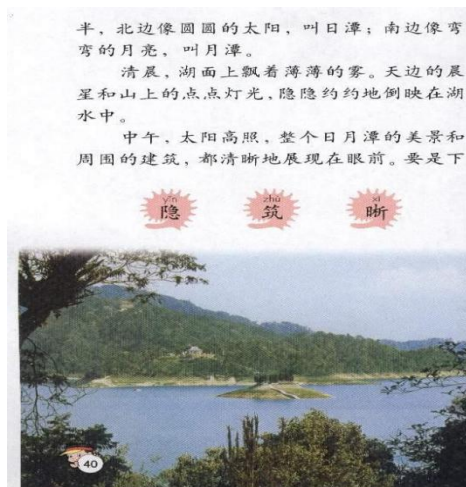 半，北边像圆圆的太阳，叫日潭；南边像弯
弯的月亮，叫月潭。
清晨，湖面上飘着薄薄的雾。天边的晨
星和山上的点点灯光，隐隐约约地倒映在湖
水中。
中午，太阳高照，整个日月潭的美景和
周围的建筑，都清晰地展现在眼前。要是下
yǐn zhù xī
隐 筑 晰
40